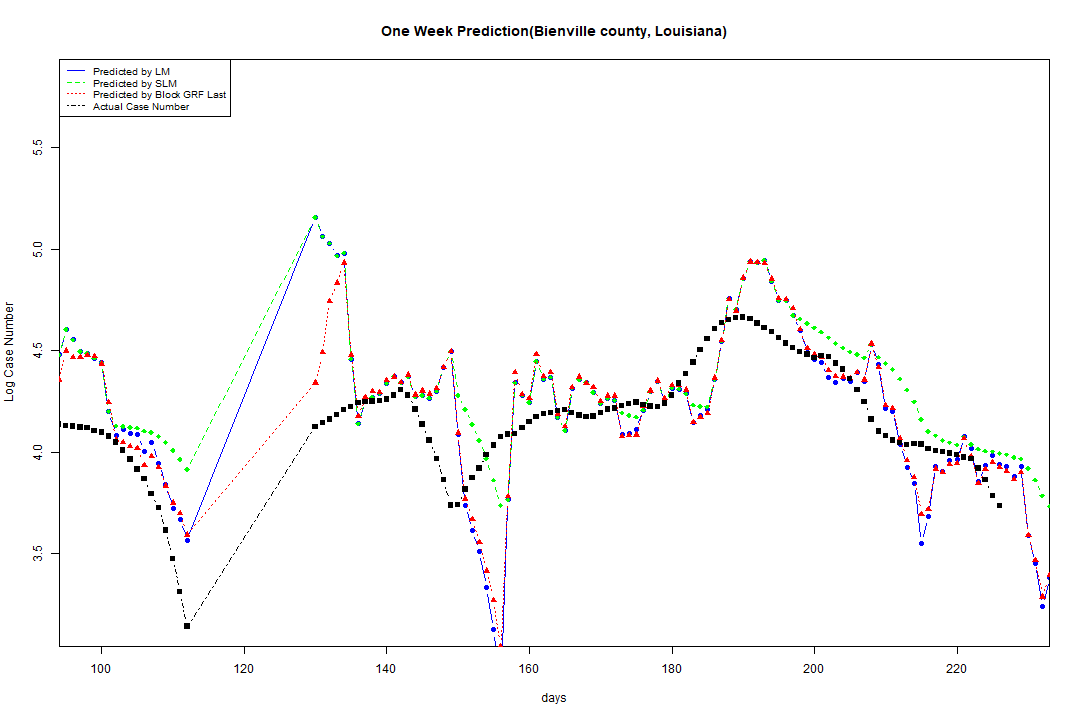 One Week Prediction(Bienville county, Louisiana)
Predicted by LM
Predicted by SLM
Predicted by Block GRF Last
Actual Case Number
Log Case Number
5.5
5.0
4.5
4.0
3.5
100 120 140 160 180 200 220
days